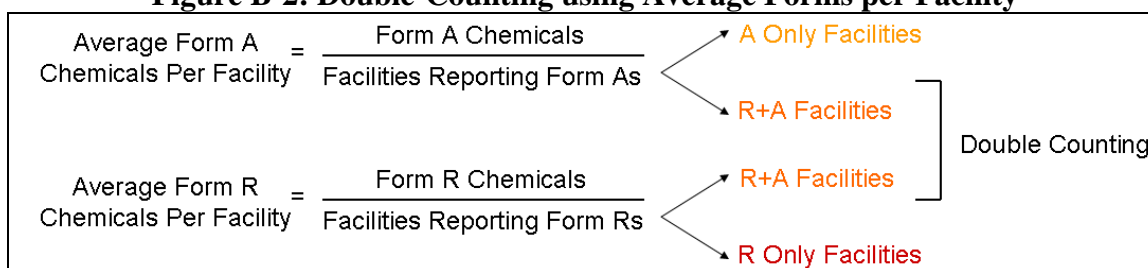 Figure B-2: Double-Counting using Average Forms per Facility
Average Form A
Chemicals Per Facility
=
Form A Chemicals
Facilities Reporting Form As
A Only Facilities
R+A Facilities
Average Form R
Chemicals Per Facility
=
Form R Chemicals
Facilities Reporting Form Rs
R+A Facilities
R Only Facilities
Double Counting